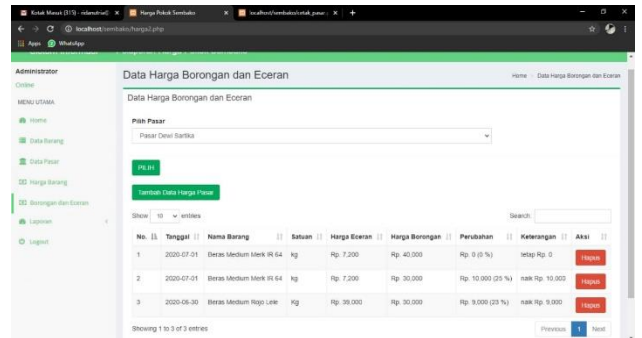 Kotak Masuk (315) -
Harga Pokok Sembako
localhost/sembako/harga2.php
Apps WhatsApp
Administrator
Online
MENU UTAMA
Home
Data Barang
Data Pasar
Harga Barang
Borongan dan Eceran
Laporan
Logout
Data Harga Borongan dan Eceran
Home Data Harga Borongan dan Eceran
Data Harga Borongan dan Eceran
Pilih Pasar
Pasar Dewi Sartika
PILIH
Tambah Data Harga Pasar
Show 10 entries Search:
No. Tanggal Nama Barang Satuan Harga Eceran Harga Borongan Perubahan Keterangan Aksi
1 2020-07-01 Beras Medium Merk IR 64 kg Rp. 7,200 Rp. 40,000 Rp. 0 (0 %) tetap Rp. 0 Hapus
2 2020-07-01 Beras Medium Merk IR 64 kg Rp. 7,200 Rp. 30,000 Rp. 10,000 (25 %) naik Rp. 10,000 Hapus
3 2020-06-30 Beras Medium Rojo Lele Kg Rp. 30,000 Rp. 9,000 (23 %) naik Rp. 9,000 Hapus
Showing 1 to 3 of 3 entries
Previous 1 Next